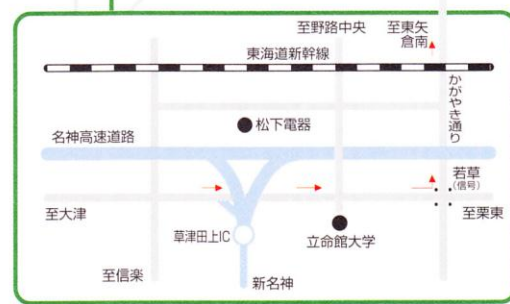 至野路中央
至東矢
倉南
東海道新幹線
かがやき通り
松下電器
名神高速道路
若草
(信号)
至大津
至栗東
草津田上IC
立命館大学
至信楽
新名神